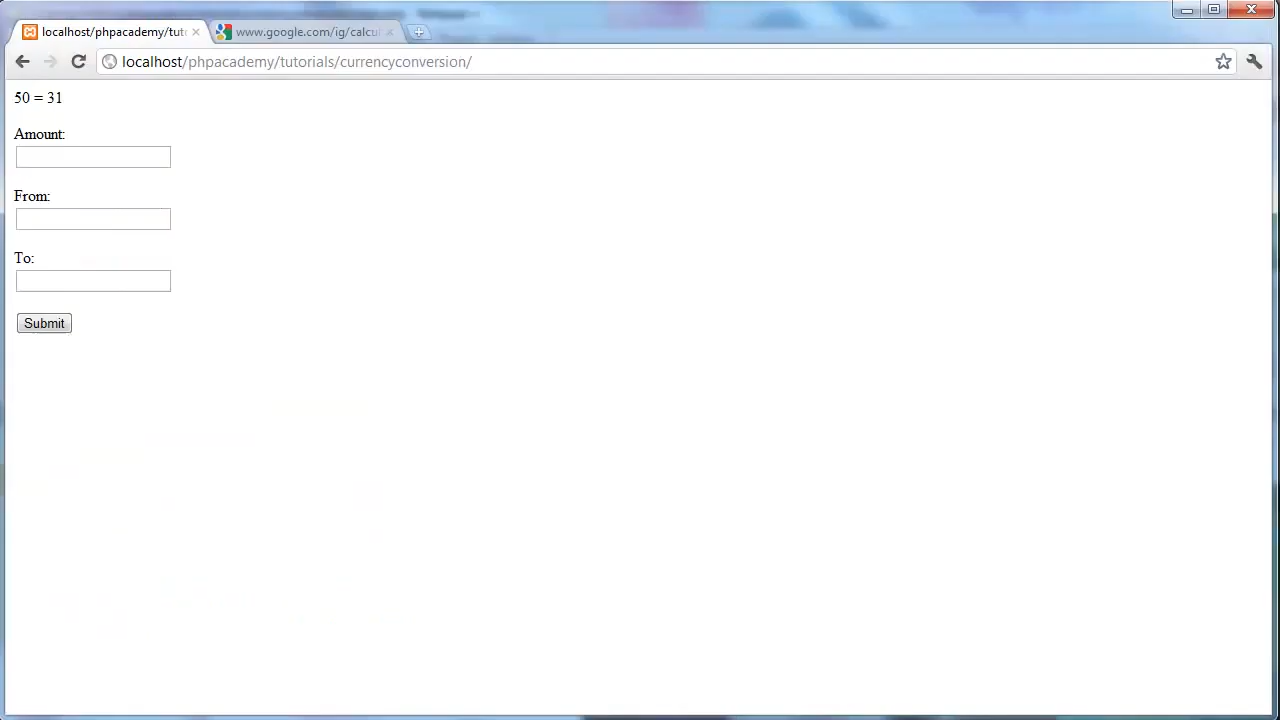 localhost/phpacademy/tut
www.google.com/ig/calcul
localhost/phpacademy/tutorials/currencyconversion/
50 = 31
Amount:
From:
To:
Submit